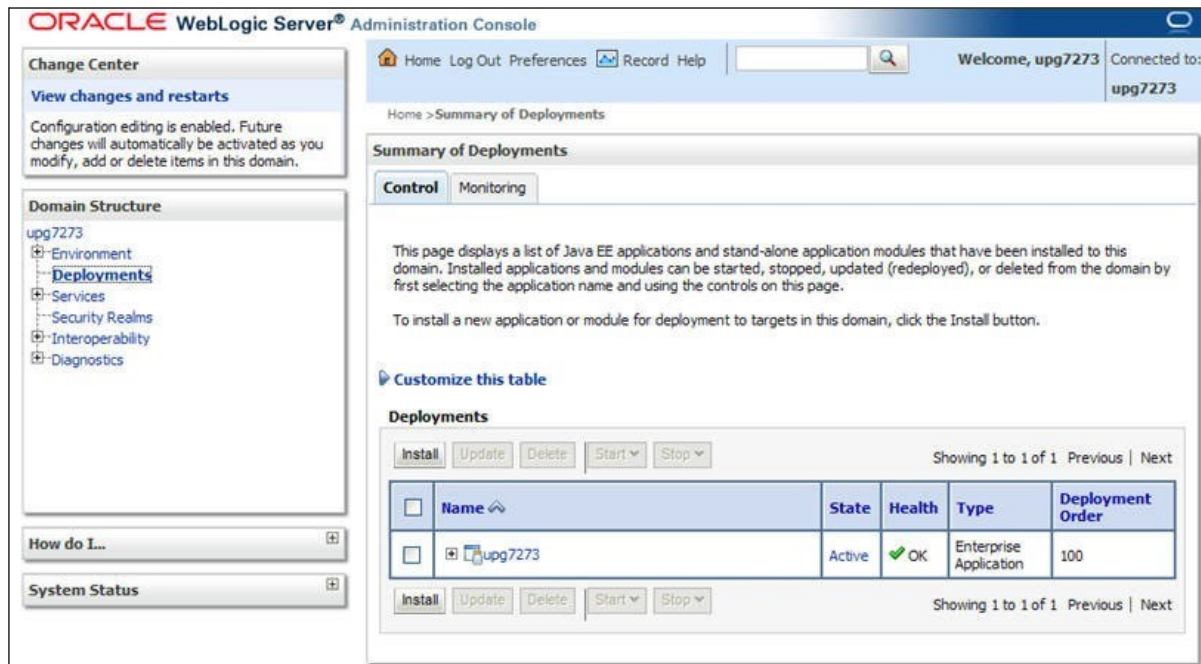 ORACLE WebLogic Server® Administration Console
Change Center
View changes and restarts
Configuration editing is enabled. Future
changes will automatically be activated as you
modify, add or delete items in this domain.
Domain Structure
upg7273
Environment
Deployments
Services
Security Realms
Interoperability
Diagnostics
How do I...
System Status
Home Log Out Preferences Record Help
Welcome, upg7273
Connected to:
upg7273
Home >Summary of Deployments
Summary of Deployments
Control Monitoring
This page displays a list of Java EE applications and stand-alone application modules that have been installed to this
domain. Installed applications and modules can be started, stopped, updated (redeployed), or deleted from the domain by
first selecting the application name and using the controls on this page.
To install a new application or module for deployment to targets in this domain, click the Install button.
Customize this table
Deployments
Install Update Delete Start Stop Showing 1 to 1 of 1 Previous | Next
Name State Health Type Deployment
Order
upg7273 Active OK Enterprise
Application 100
Install Update Delete Start Stop Showing 1 to 1 of 1 Previous | Next